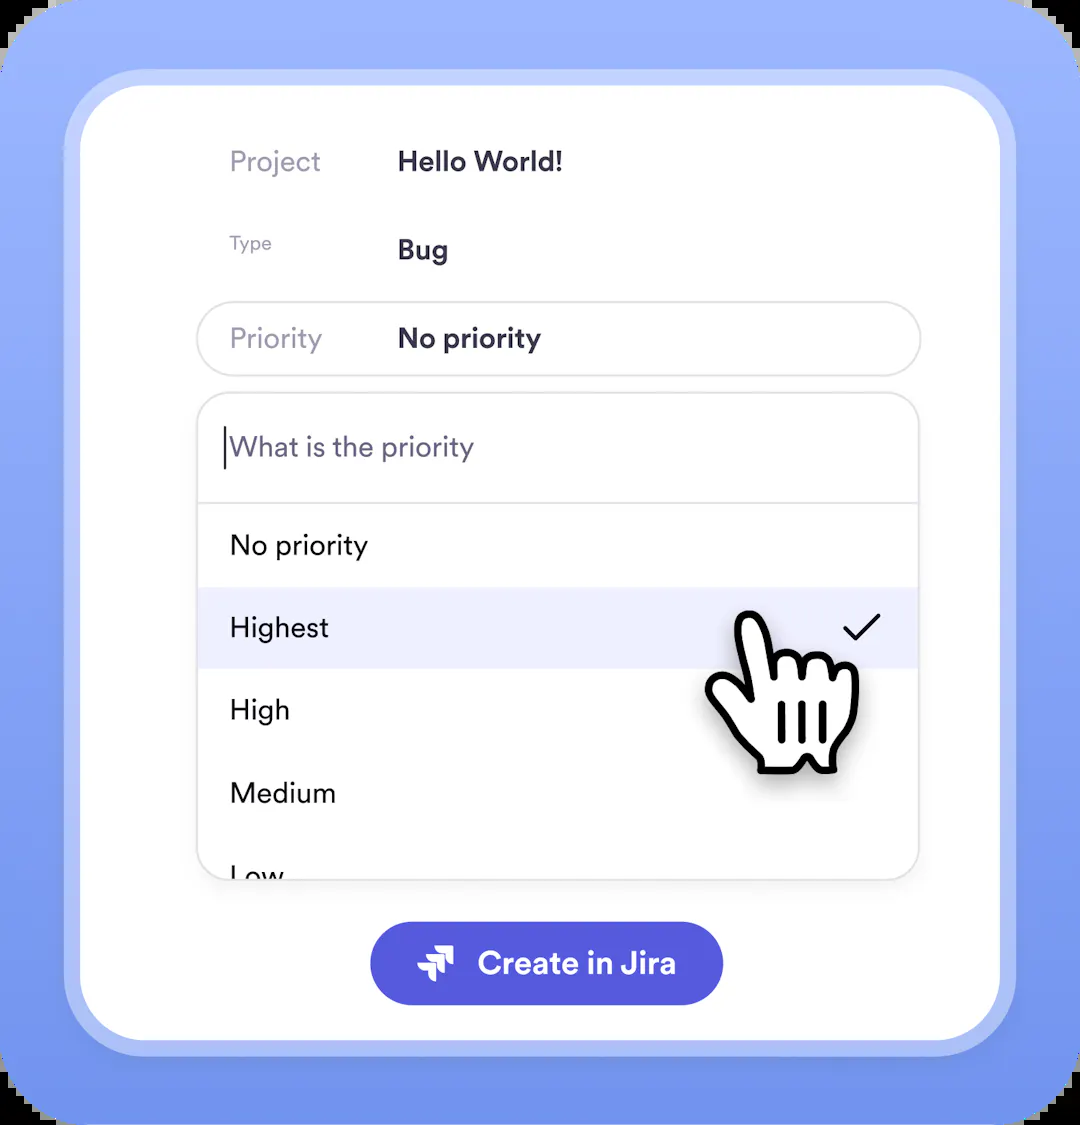 Project Hello World!
Type Bug
Priority No priority
What is the priority
No priority
Highest
High
Medium
Low
Create in Jira